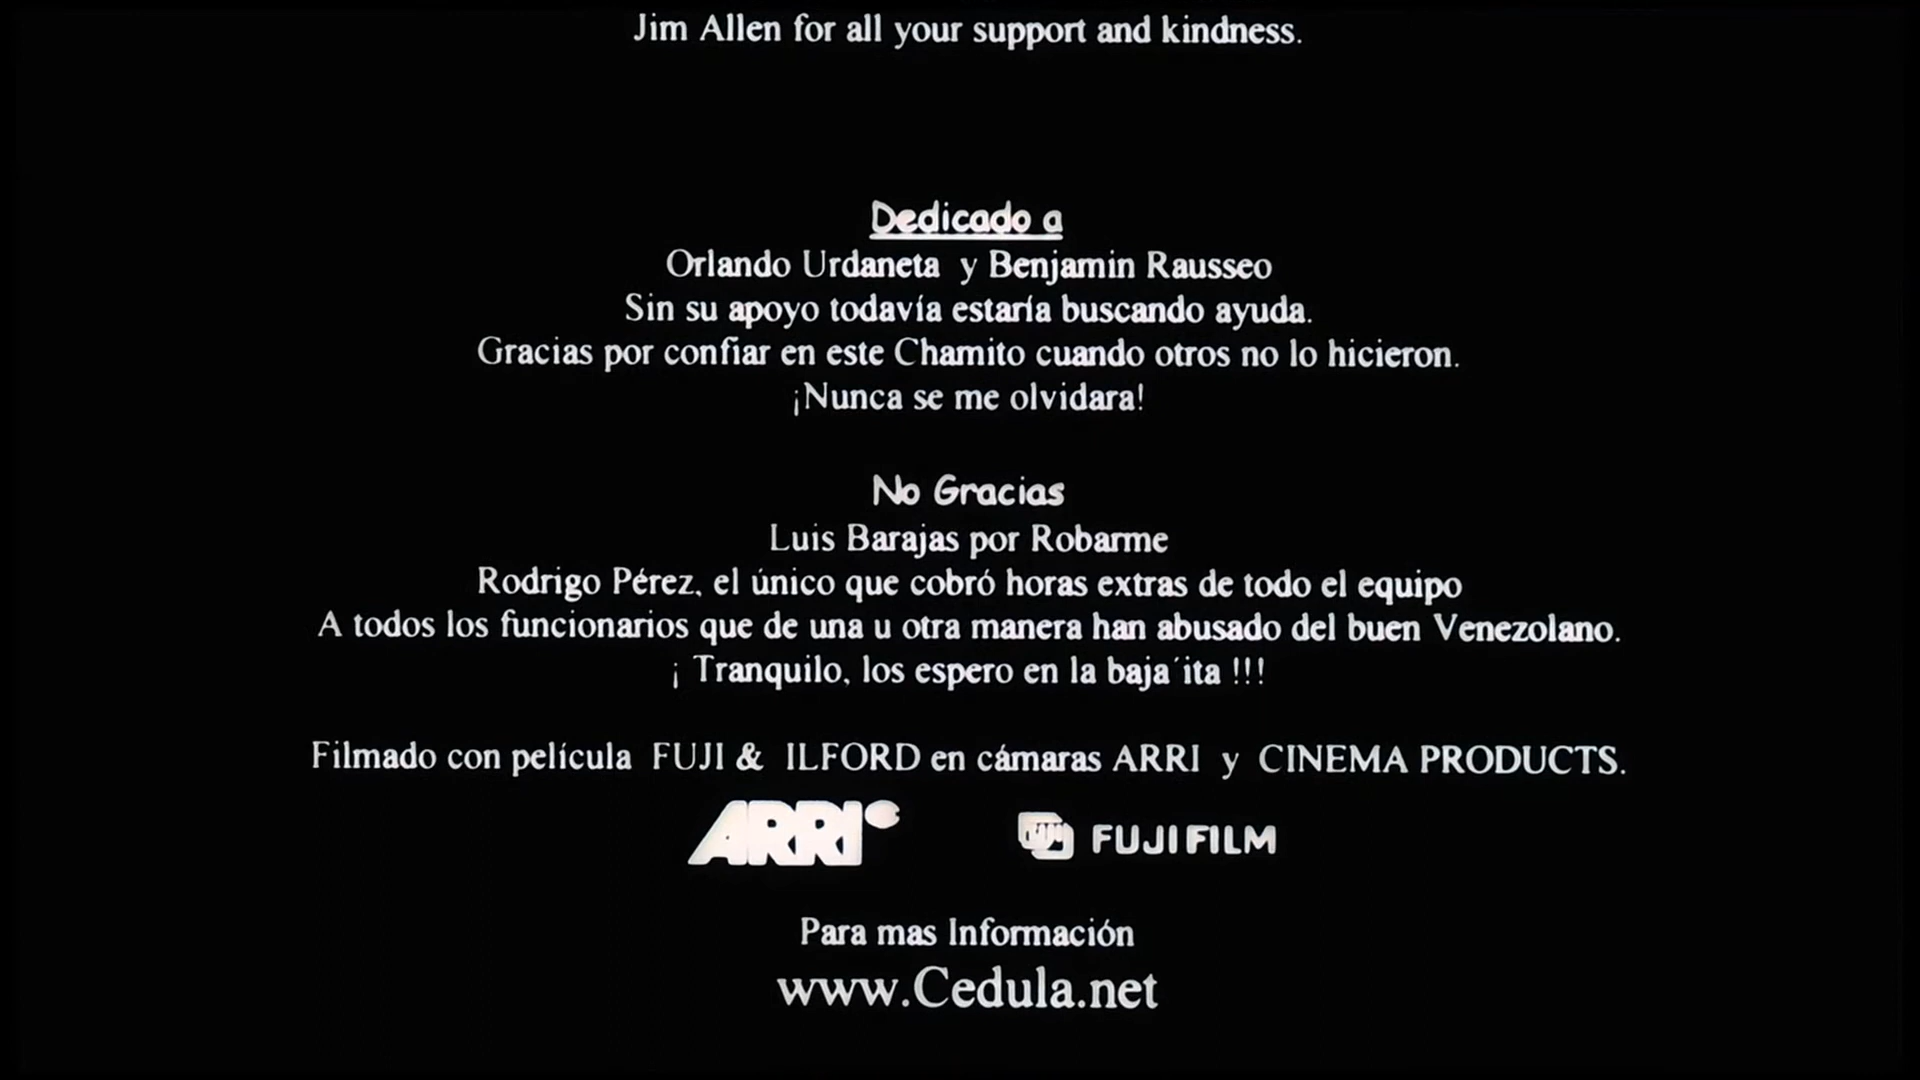 Jim Allen for all your support and kindness.
Dedicado a
Orlando Urdaneta y Benjamin Rausseo
Sin su apoyo todavía estaría buscando ayuda.
Gracias por confiar en este Chamito cuando otros no lo hicieron.
¡Nunca se me olvidara!
No Gracias
Luis Barajas por Robarme
Rodrigo Pérez, el único que cobró horas extras de todo el equipo
A todos los funcionarios que de una u otra manera han abusado del buen Venezolano.
¡ Tranquilo, los espero en la baja´ita !!!
Filmado con película FUJI & ILFORD en cámaras ARRI y CINEMA PRODUCTS.
ARRI FUJIFILM
Para mas Información
www.Cedula.net